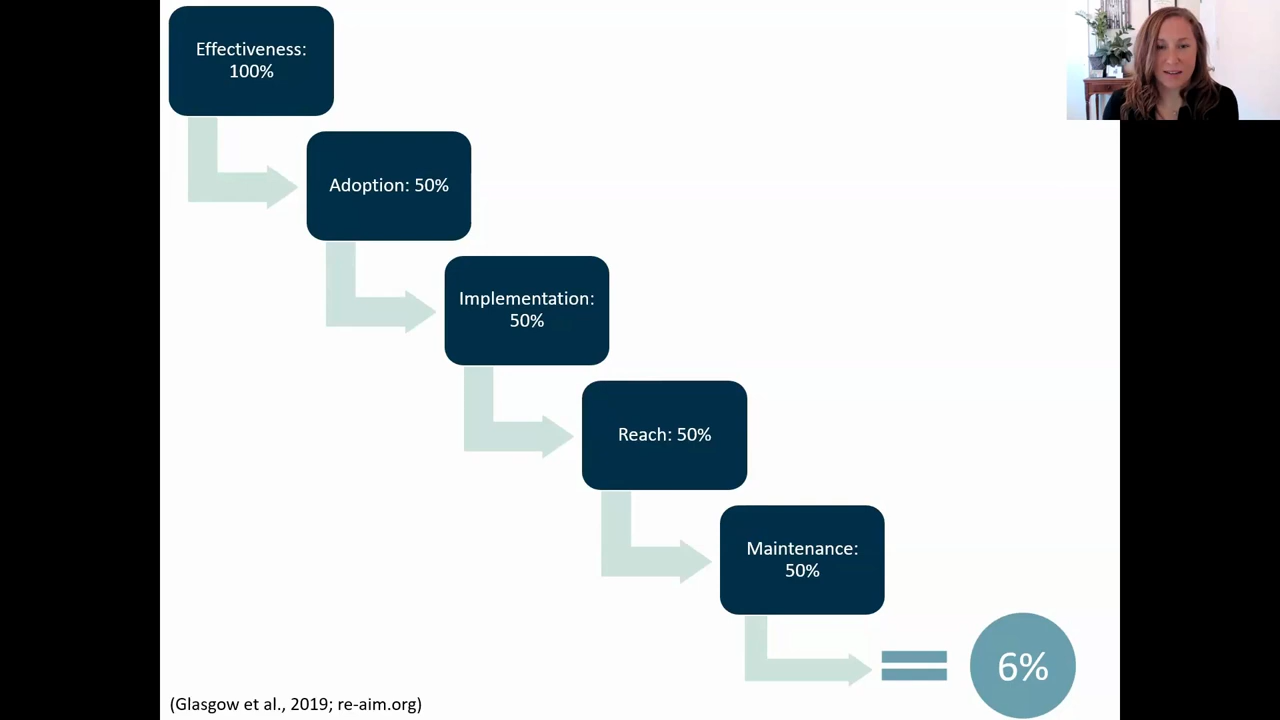 Effectiveness:
100%
Adoption: 50%
Implementation:
50%
Reach: 50%
Maintenance:
50%
6%
(Glasgow et al., 2019; re-aim.org)